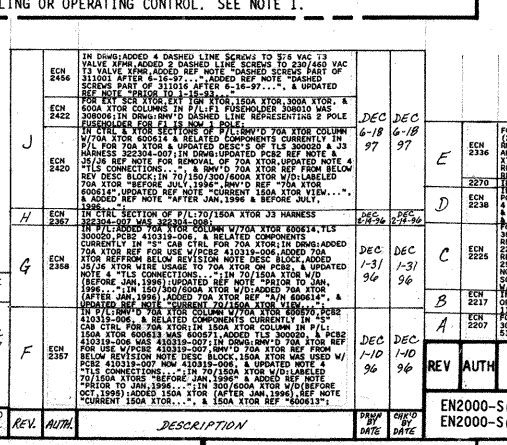 LING OR OPERATING CONTROL. SEE NOTE 1.
J
ECN 2456
IN DRWG:ADDED 4 DASHED LINE SCREWS TO 575 VAC T3
VALVE XFMR,ADDED 2 DASHED LINE SCREWS TO 230/460 VAC
T3 VALVE XFMR,ADDED REF NOTE "DASHED SCREWS PART OF
311001 AFTER 6-16-97...",ADDED REF NOTE "DASHED
SCREWS PART OF 311016 AFTER 6-16-97...", & UPDATED
REF NOTE "PRIOR TO 1-15-93..."
ECN 2422
FOR EXT SCR XTOR,EXT IGN XTOR,150A XTOR,300A XTOR, &
600A XTOR COLUMNS IN P/L:F1 FUSEHOLDER 308010 WAS
308006;IN DRWG:RMV'D DASHED LINE REPRESENTING 2 POLE
FUSEHOLDER FOR F1 IS NOW 1 POLE;
ECN 2420
IN CTRL & XTOR SECTIONS OF P/L:RMV'D 70A XTOR COLUMN
W/70A XTOR 600614 & RELATED COMPONENTS CURRENTLY IN
P/L FOR 70A XTOR & UPDATED DESC'S OF TLS 300020 & J3
HARNESS 322304-007;IN DRWG:UPDATED PCB2 REF NOTE &
J5/J6 REF NOTE FOR REMOVAL OF 70A XTOR,UPDATED NOTE 4
"TLS CONNECTIONS...", & RMV'D 70A XTOR REF FROM BELOW
REV DESC BLOCK;IN 70/150/300/600A XTOR W/D:LABELED
70A XTOR "BEFORE JULY,1996",RMV'D REF "70A XTOR
600614",UPDATED REF NOTE "CURRENT 150A XTOR VIEW...", &
ADDED REF NOTE "AFTER JAN,1996 & BEFORE JULY,
1996..."
DEC 6-18 97
DEC 6-18 97
H
ECN 2367
IN CTRL SECTION OF P/L:70/150A XTOR J3 HARNESS
322304-007 WAS 322304-008;
DEC 2-14-96
DEC 2-14-96
G
ECN 2358
IN P/L:ADDED 70A XTOR COLUMN W/70A XTOR 600614,TLS
300020,PCB2 410319-006, & RELATED COMPONENTS
CURRENTLY IN "S" CAB CTRL FOR 70A XTOR;IN DRWG:ADDED
70A XTOR REF FOR USE W/PCB2 410319-006,ADDED 70A
XTOR REFFROM BELOW REVISION NOTE DESC BLOCK,ADDED
J5/J6 XTOR WIRE USAGE TO 70A XTOR ON PCB2, & UPDATED
NOTE 4 "TLS CONNECTIONS...";IN 70/150A XTOR W/D
(BEFORE JAN,1996):UPDATED REF NOTE "PRIOR TO JAN,
1996...";IN 150/300/600A XTOR W/D:ADDED 70A XTOR
(AFTER JAN,1996),ADDED 70A XTOR REF "A/N 600614", &
UPDATED REF NOTE "CURRENT 70/150A XTOR VIEW...";
DEC 1-31 96
DEC 1-31 96
F
ECN 2357
IN P/L:RMV'D 70A XTOR COLUMN W/70A XTOR 600570,PCB2
410319-006, & RELATED COMPONENTS CURRENTLY IN "S"
CAB CTRL FOR 70A XTOR;IN 150A XTOR COLUMN IN P/L:
150A XTOR 600613 WAS 600571,ADDED TLS 300020, & PCB2
410319-006 WAS 410319-007;IN DRWG:RMV'D 70A XTOR REF
FOR USE W/PCB2 410319-007,RMV'D 70A XTOR REF FROM
BELOW REVISION NOTE DESC BLOCK,150A XTOR WAS USED W/
PCB2 410319-007 NOW 410319-006, & UPDATED NOTE 4
"TLS CONNECTIONS...";IN 70/150A XTOR W/D:LABELED
70/150A XTORS "BEFORE JAN,1996" & ADDED REF NOTE
"PRIOR TO JAN,1996...";IN 300/600A XTOR W/D(BEFORE
OCT,1995):ADDED 150A XTOR (AFTER JAN,1996),REF NOTE
"CURRENT 150A XTOR...", & 150A XTOR REF "600613";
DEC 1-10 96
DEC 1-10 96
REV. AUTH. DESCRIPTION DRWN BY DATE CHK'D BY DATE
E ECN 2336
2270
D ECN 2238
C ECN 2225
B ECN 2217
A ECN 2207
REV AUTH
EN2000-S(
EN2000-S(